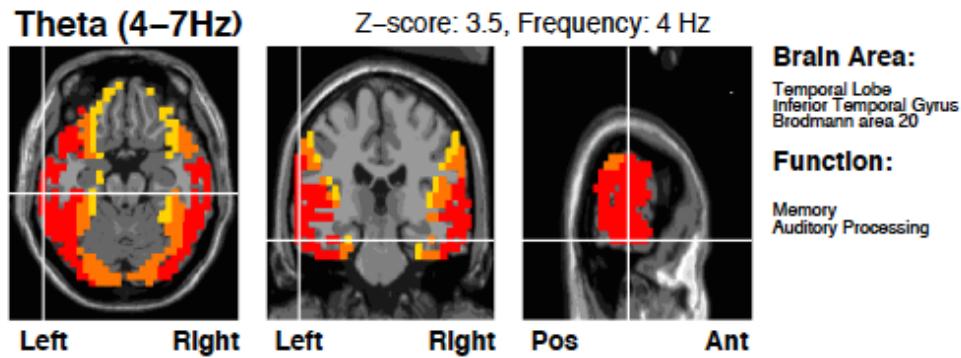 Theta (4–7Hz)
Z–score: 3.5, Frequency: 4 Hz
Brain Area:
Temporal Lobe
Inferior Temporal Gyrus
Brodmann area 20
Function:
Memory
Auditory Processing
Left Right
Left Right
Pos Ant